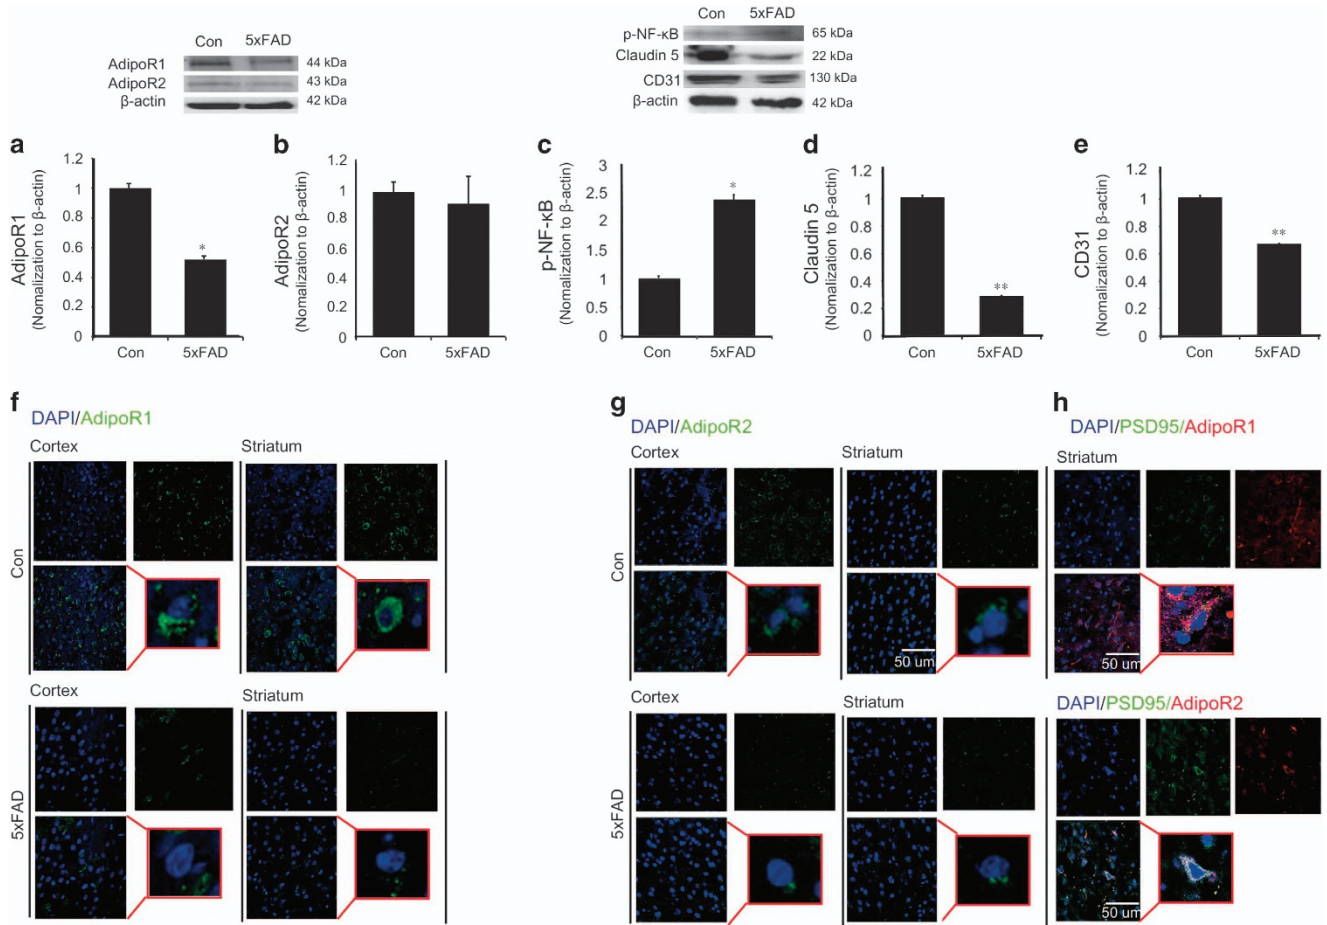 Con 5xFAD
AdipoR1 44 kDa
AdipoR2 43 kDa
β-actin 42 kDa
Con 5xFAD
p-NF-κB 65 kDa
Claudin 5 22 kDa
CD31 130 kDa
β-actin 42 kDa
a
AdipoR1
(Nomalization to β-actin)
1.2
1
0.8
0.6
0.4
0.2
0
*
Con 5xFAD
b
AdipoR2
(Nomalization to β-actin)
1.2
1
0.8
0.6
0.4
0.2
0
Con 5xFAD
c
p-NF-κB
(Nomalization to β-actin)
3
2.5
2
1.5
1
0.5
0
*
Con 5xFAD
d
Claudin 5
(Nomalization to β-actin)
1.2
1
0.8
0.6
0.4
0.2
0
**
Con 5xFAD
e
CD31
(Nomalization to β-actin)
1.2
1
0.8
0.6
0.4
0.2
0
**
Con 5xFAD
f
DAPI/AdipoR1
Cortex Striatum
Con
Cortex Striatum
5xFAD
g
DAPI/AdipoR2
Cortex Striatum
Con
50 um
Cortex Striatum
5xFAD
h
DAPI/PSD95/AdipoR1
Striatum
50 um
DAPI/PSD95/AdipoR2
50 um